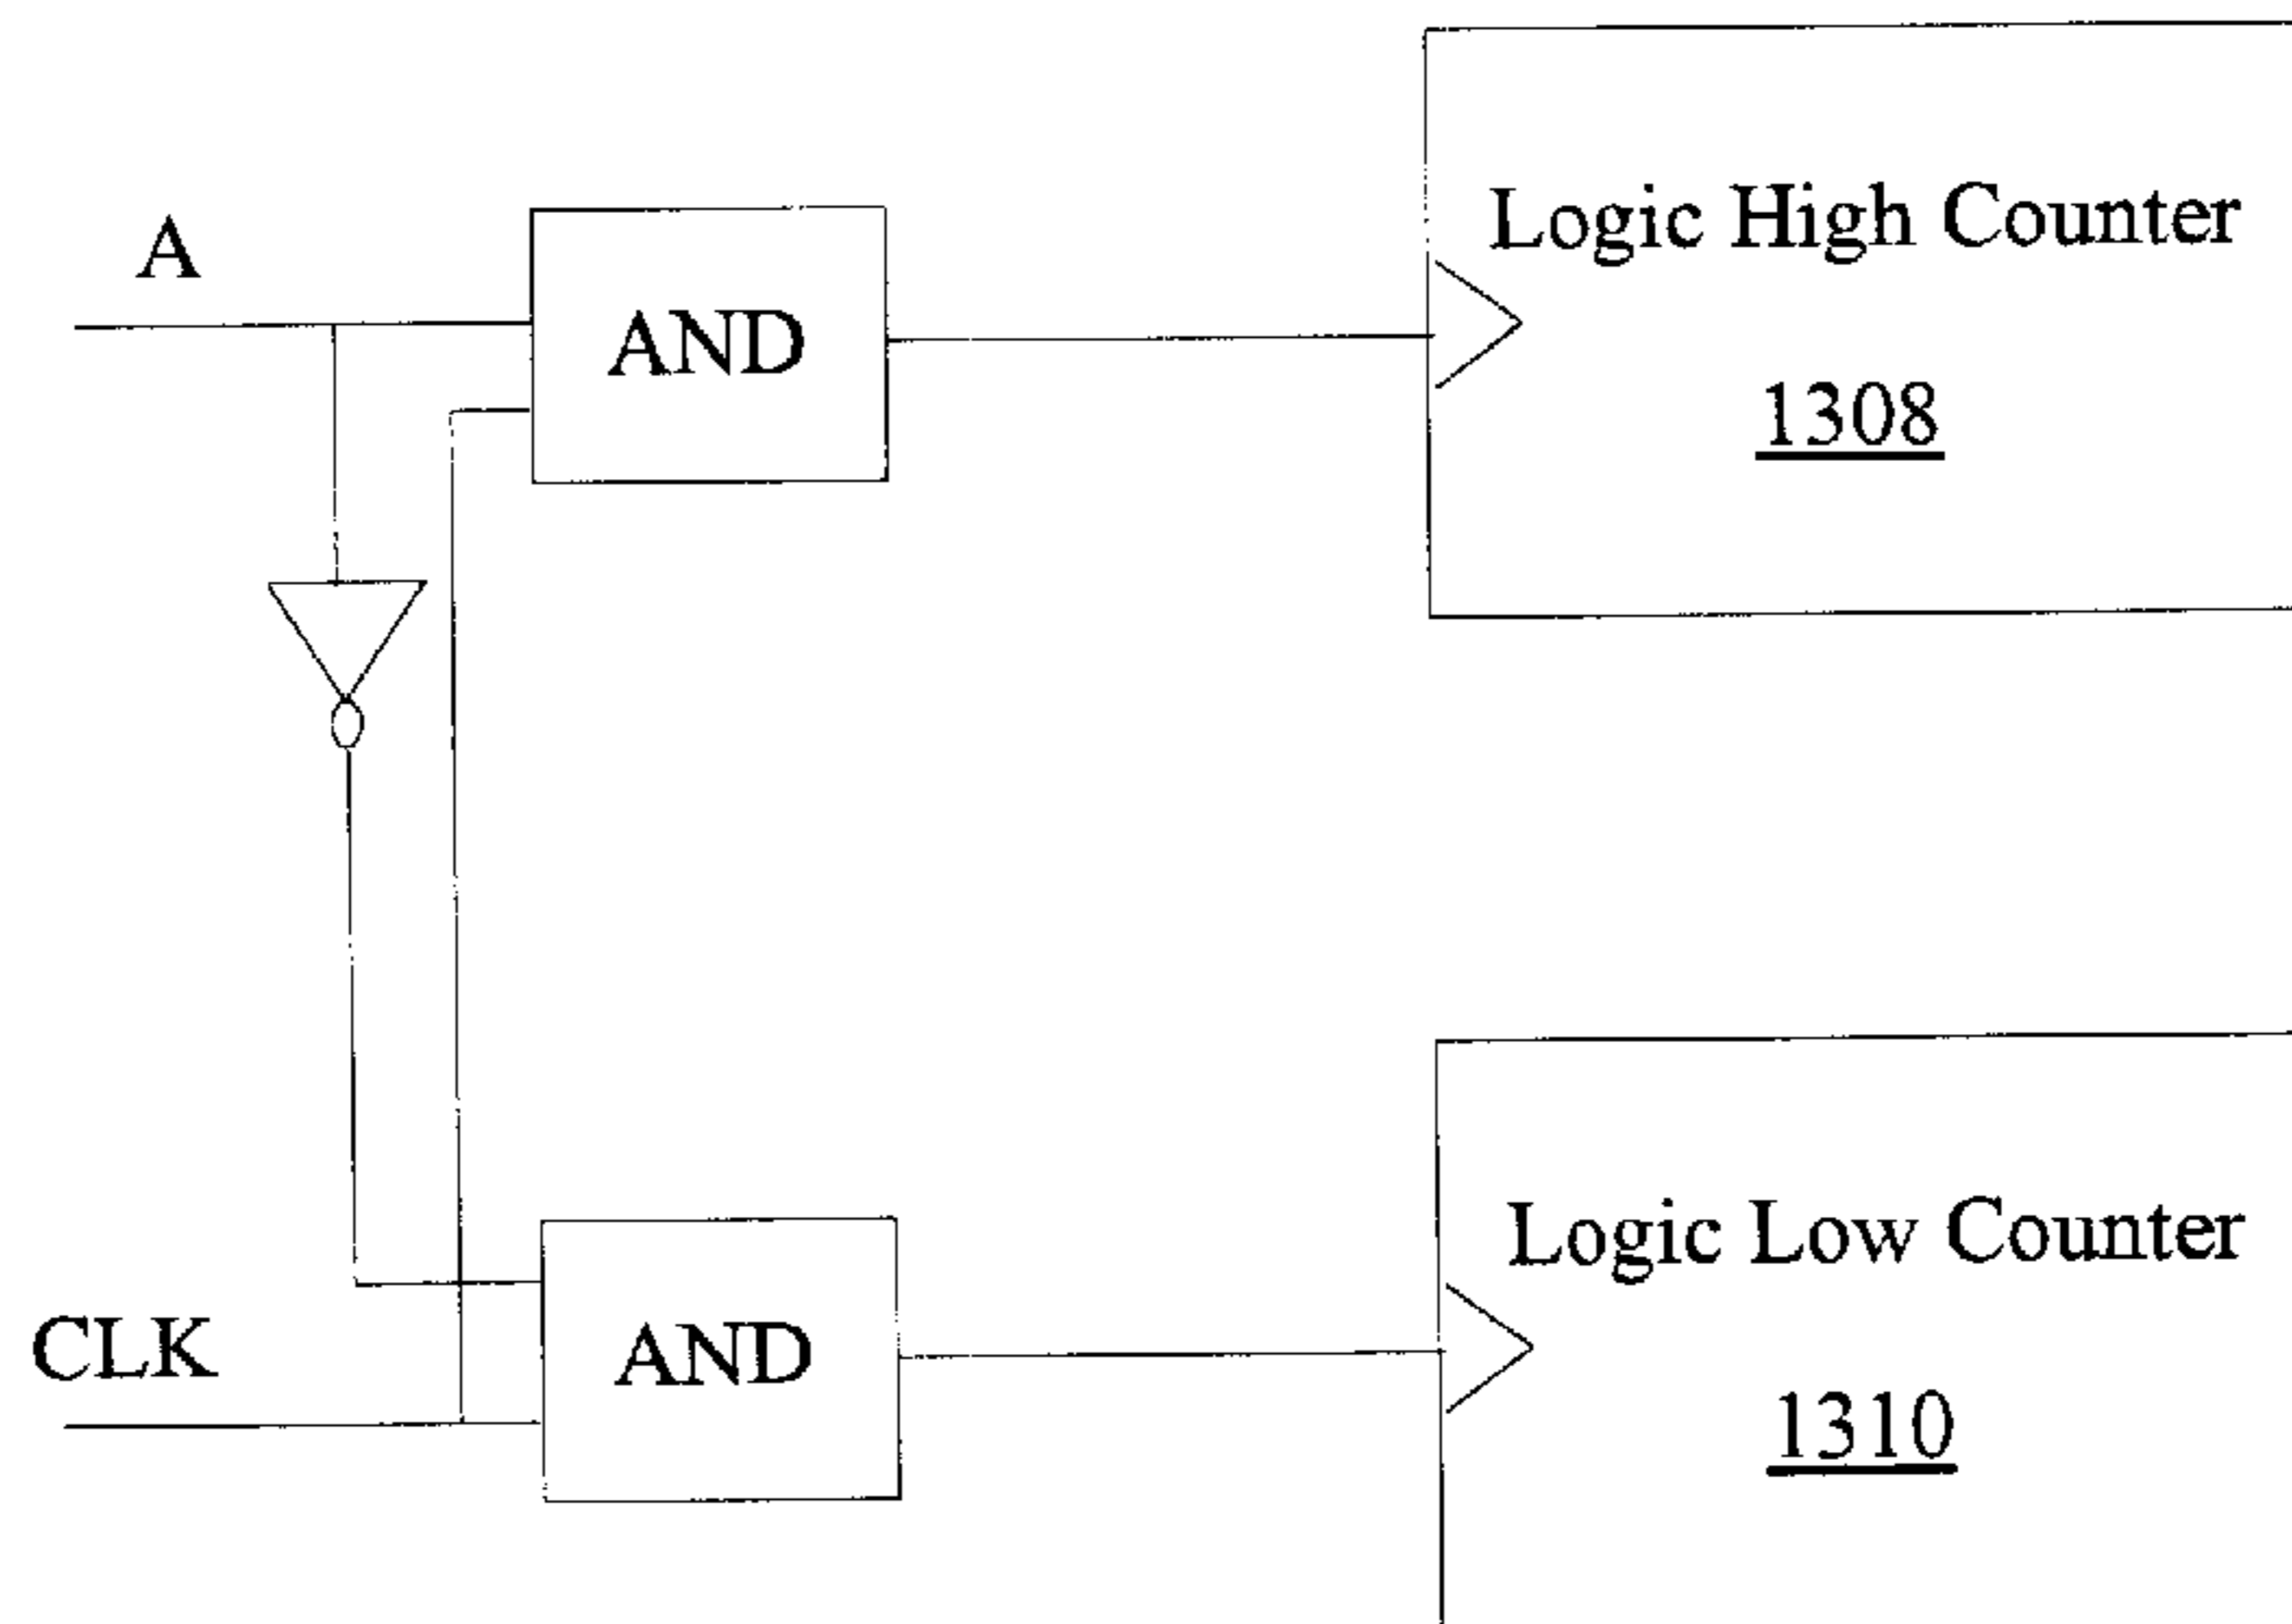 A
AND
Logic High Counter
1308
CLK
AND
Logic Low Counter
1310